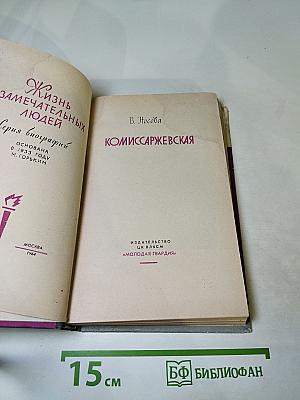 Жизнь
ЗАМЕЧАТЕЛЬНЫХ
ЛЮДЕЙ
Серия биографий
ОСНОВАНА
В 1933 ГОДУ
М. ГОРЬКИМ
МОСКВА
1964
В. Носова
КОМИССАРЖЕВСКАЯ
ИЗДАТЕЛЬСТВО
ЦК ВЛКСМ
«МОЛОДАЯ ГВАРДИЯ»
15 см
БФ БИБЛИОФАН